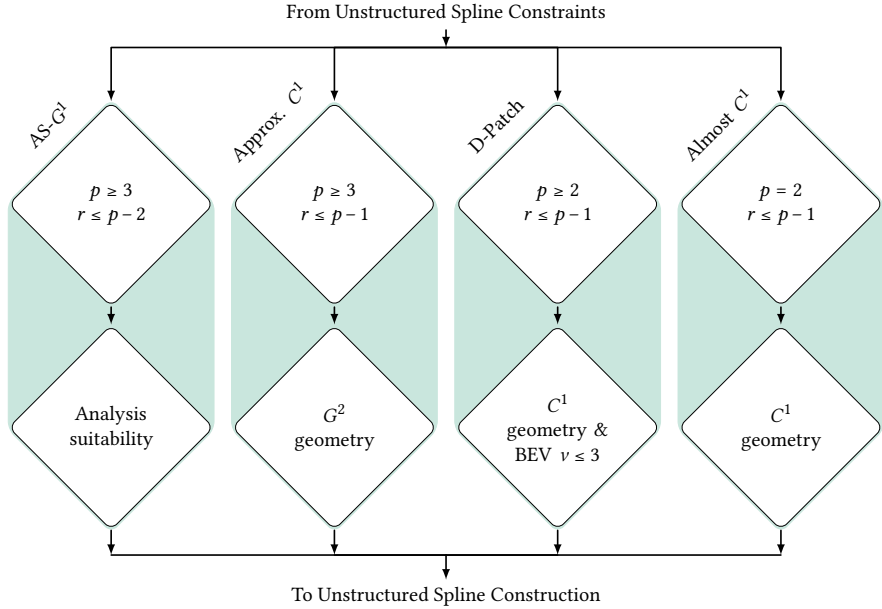 From Unstructured Spline Constraints
AS-G¹
Approx. C¹
D-Patch
Almost C¹
p ≥ 3
r ≤ p − 2
p ≥ 3
r ≤ p − 1
p ≥ 2
r ≤ p − 1
p = 2
r ≤ p − 1
Analysis
suitability
G²
geometry
C¹
geometry &
BEV ν ≤ 3
C¹
geometry
To Unstructured Spline Construction